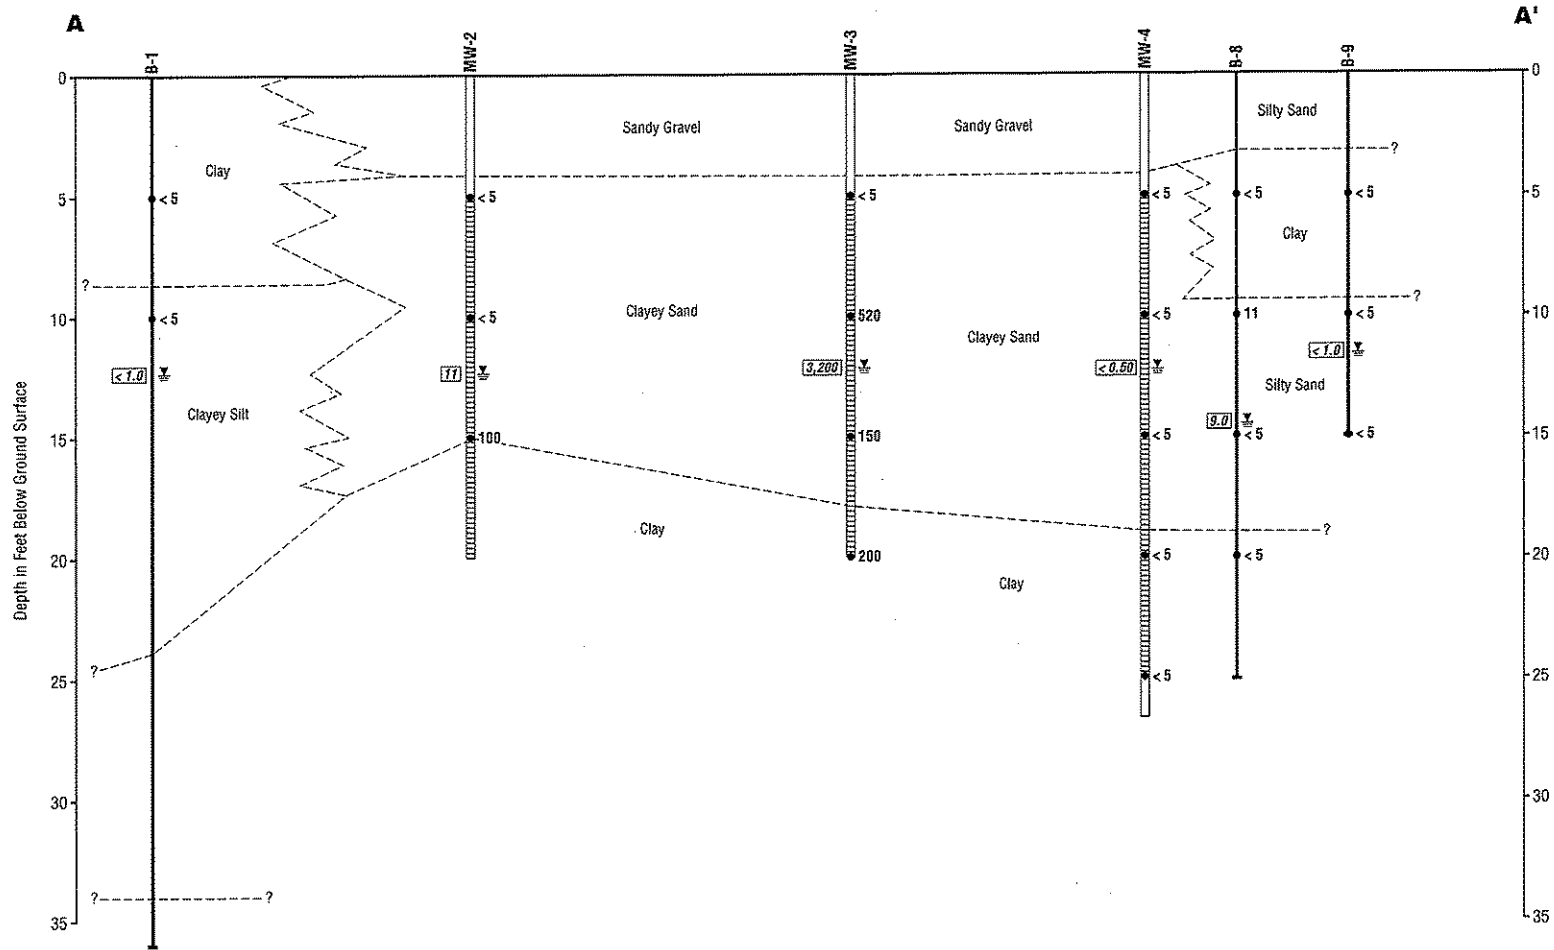 A
A'
B-1
MW-2
MW-3
MW-4
B-8
B-9
0
0
Silty Sand
Sandy Gravel
Sandy Gravel
?
Clay
5
< 5
< 5
< 5
< 5
< 5
< 5
5
Clay
?
?
10
< 5
< 5
520
< 5
11
< 5
10
Clayey Sand
Clayey Sand
< 1.0
11
3,200
< 0.50
< 1.0
Silty Sand
Clayey Silt
9.0
15
100
150
< 5
< 5
< 5
15
Clay
?
20
200
< 5
< 5
20
Clay
?
25
< 5
25
30
30
?
?
35
35
Depth in Feet Below Ground Surface